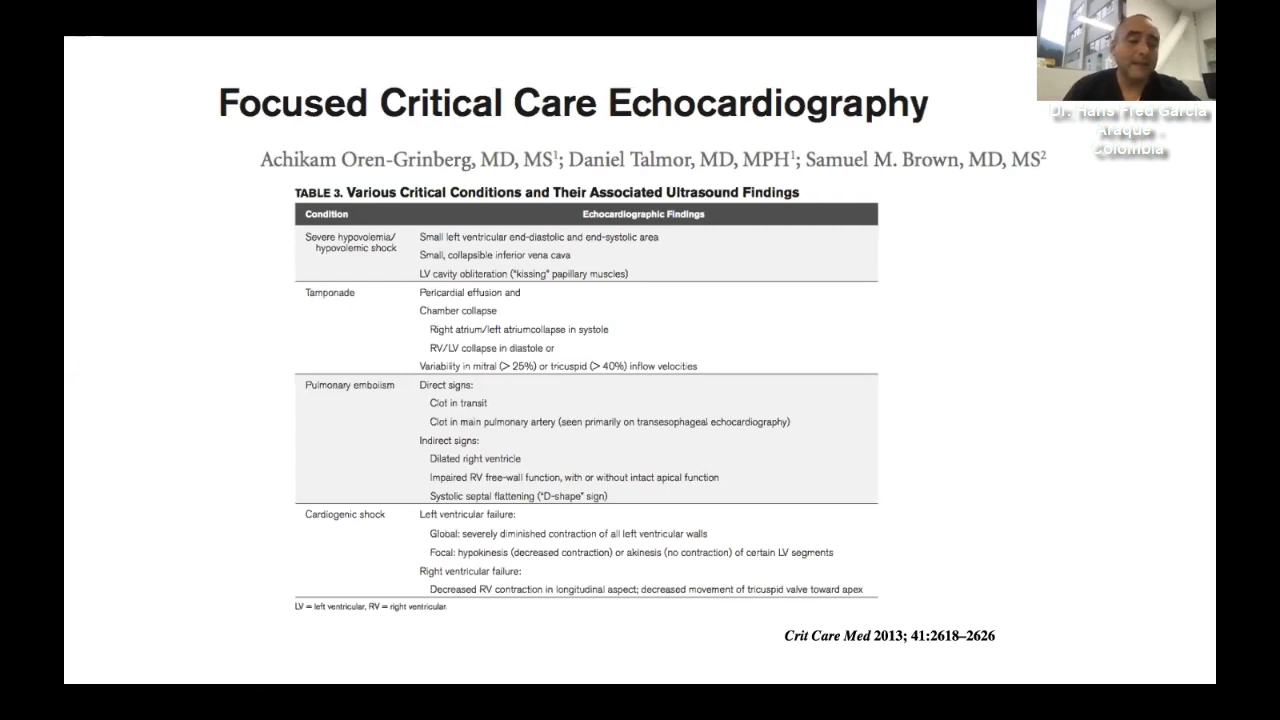 Focused Critical Care Echocardiography
Dr. Hans Fred Garcia
Araque -
Colombia
Achikam Oren-Grinberg, MD, MS1; Daniel Talmor, MD, MPH1; Samuel M. Brown, MD, MS2
TABLE 3. Various Critical Conditions and Their Associated Ultrasound Findings
Condition Echocardiographic Findings
Severe hypovolemia/ Small left ventricular end-diastolic and end-systolic area
hypovolemic shock
Small, collapsible inferior vena cava
LV cavity obliteration ("kissing" papillary muscles)
Tamponade Pericardial effusion and
Chamber collapse
Right atrium/left atriumcollapse in systole
RV/LV collapse in diastole or
Variability in mitral (> 25%) or tricuspid (> 40%) inflow velocities
Pulmonary embolism Direct signs:
Clot in transit
Clot in main pulmonary artery (seen primarily on transesophageal echocardiography)
Indirect signs:
Dilated right ventricle
Impaired RV free-wall function, with or without intact apical function
Systolic septal flattening ("D-shape" sign)
Cardiogenic shock Left ventricular failure:
Global: severely diminished contraction of all left ventricular walls
Focal: hypokinesis (decreased contraction) or akinesis (no contraction) of certain LV segments
Right ventricular failure:
Decreased RV contraction in longitudinal aspect; decreased movement of tricuspid valve toward apex
LV = left ventricular, RV = right ventricular.
Crit Care Med 2013; 41:2618–2626